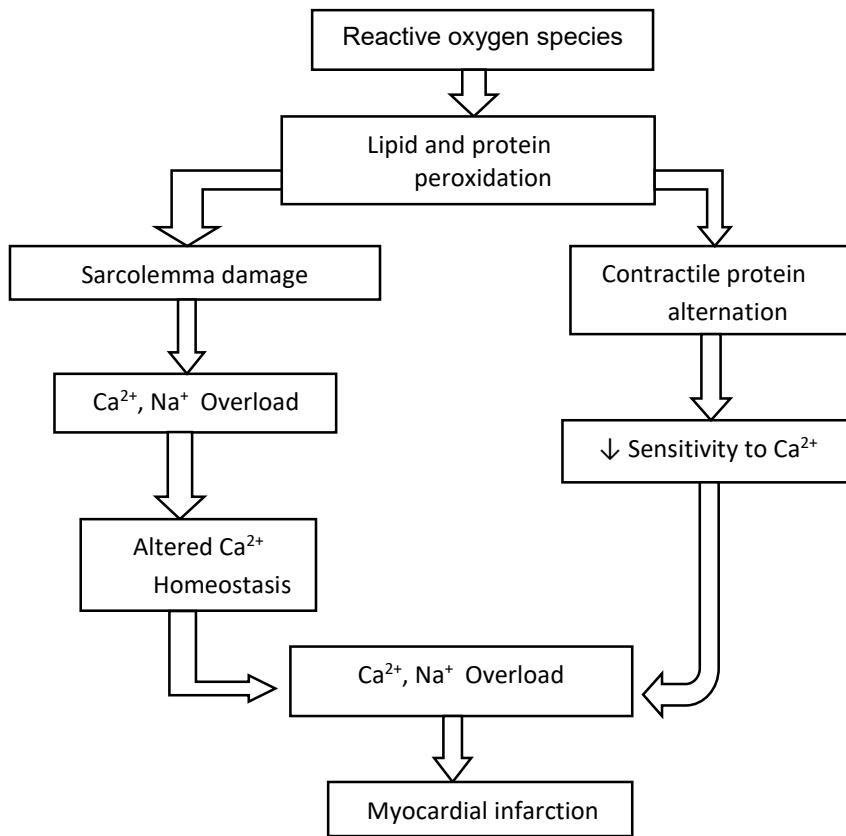 Reactive oxygen species
Lipid and protein
peroxidation
Sarcolemma damage
Contractile protein
alternation
Ca²⁺, Na⁺ Overload
↓ Sensitivity to Ca²⁺
Altered Ca²⁺
Homeostasis
Ca²⁺, Na⁺ Overload
Myocardial infarction